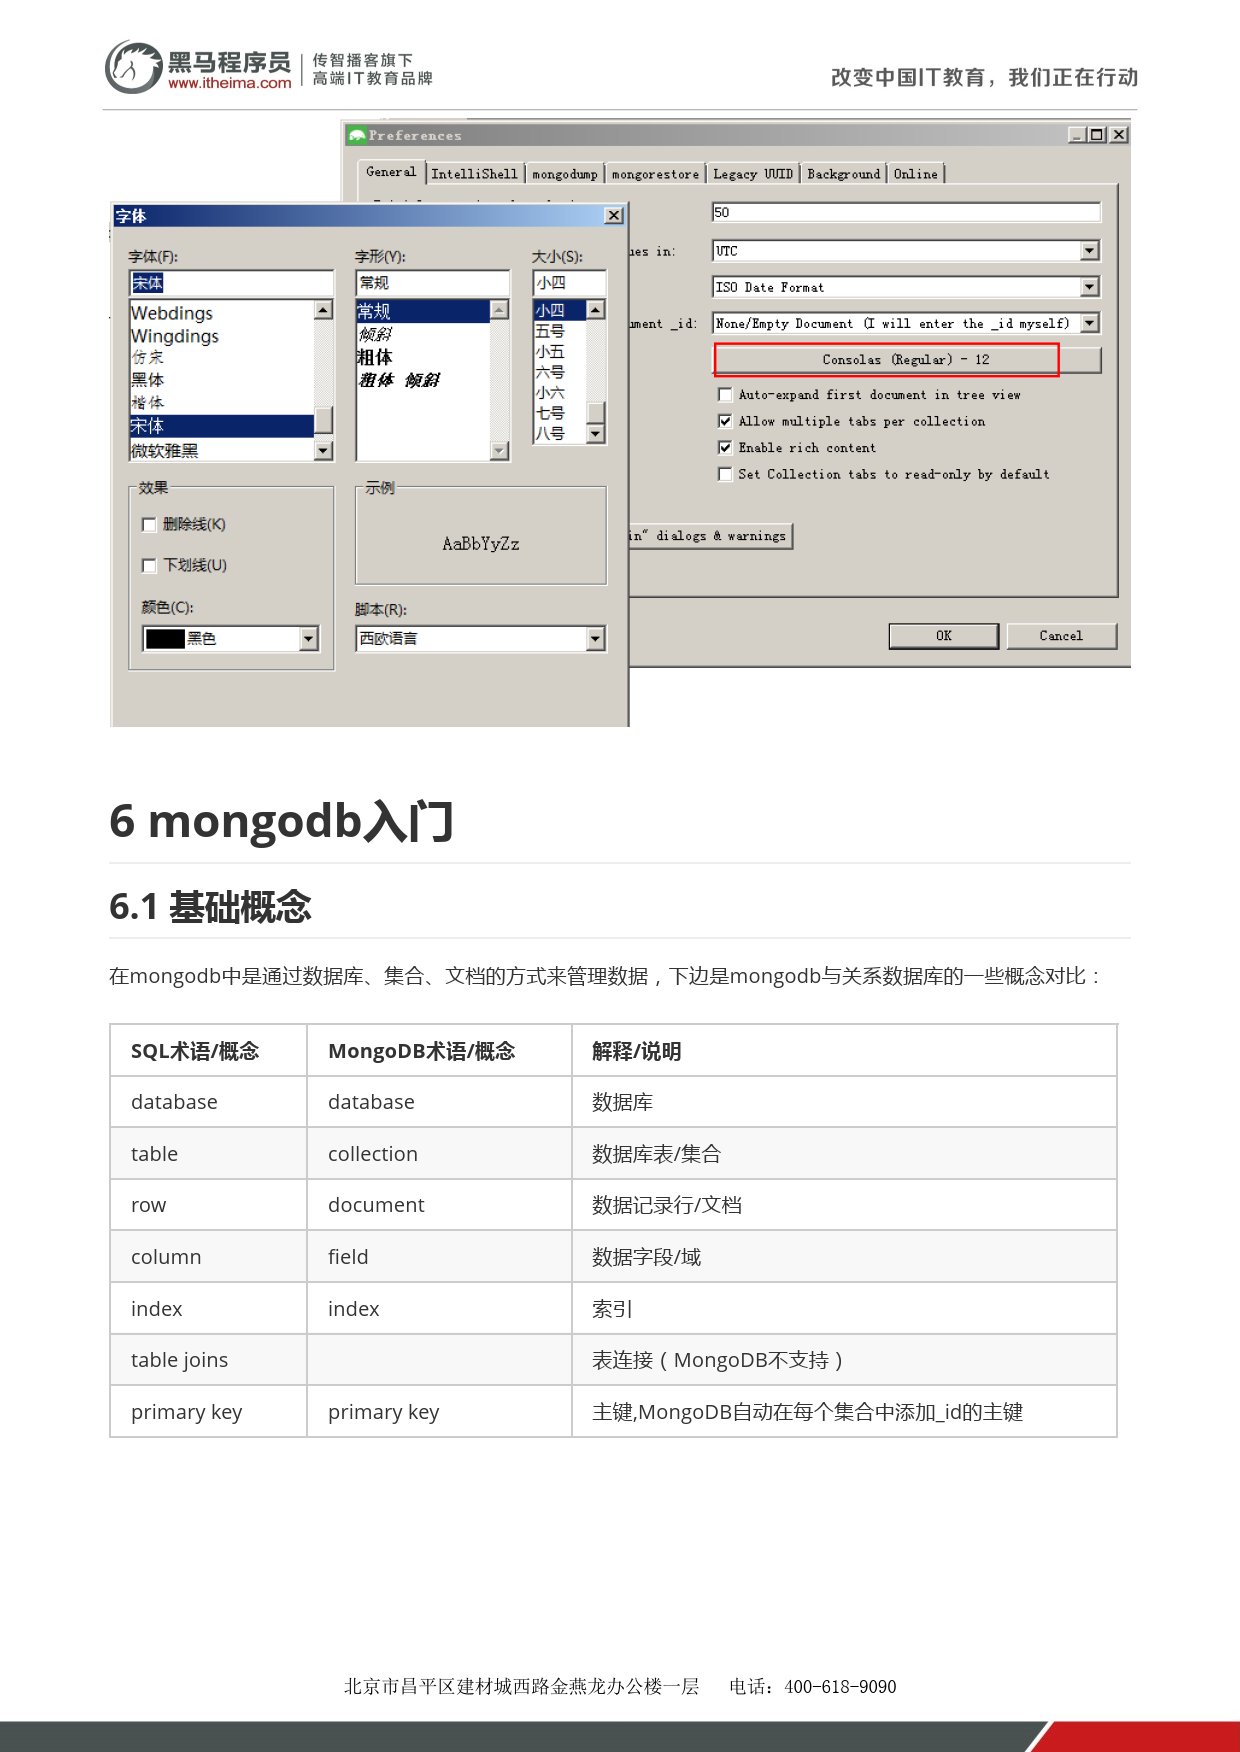 黑马程序员
www.itheima.com
传智播客旗下
高端IT教育品牌
改变中国IT教育，我们正在行动
Preferences
General IntelliShell mongodump mongorestore Legacy UUID Background Online
50
ues in: UTC
ISO Date Format
ument _id: None/Empty Document (I will enter the _id myself)
Consolas (Regular) - 12
Auto-expand first document in tree view
Allow multiple tabs per collection
Enable rich content
Set Collection tabs to read-only by default
in" dialogs & warnings
OK Cancel
字体
字体(F): 字形(Y): 大小(S):
宋体 常规 小四
Webdings
Wingdings
仿宋
黑体
楷体
宋体
微软雅黑
常规
倾斜
粗体
粗体 倾斜
小四
五号
小五
六号
小六
七号
八号
效果
删除线(K)
下划线(U)
颜色(C):
黑色
示例
AaBbYyZz
脚本(R):
西欧语言
6 mongodb入门
6.1 基础概念
在mongodb中是通过数据库、集合、文档的方式来管理数据，下边是mongodb与关系数据库的一些概念对比：
SQL术语/概念 MongoDB术语/概念 解释/说明
database database 数据库
table collection 数据库表/集合
row document 数据记录行/文档
column field 数据字段/域
index index 索引
table joins 表连接（MongoDB不支持）
primary key primary key 主键,MongoDB自动在每个集合中添加_id的主键
北京市昌平区建材城西路金燕龙办公楼一层 电话：400-618-9090